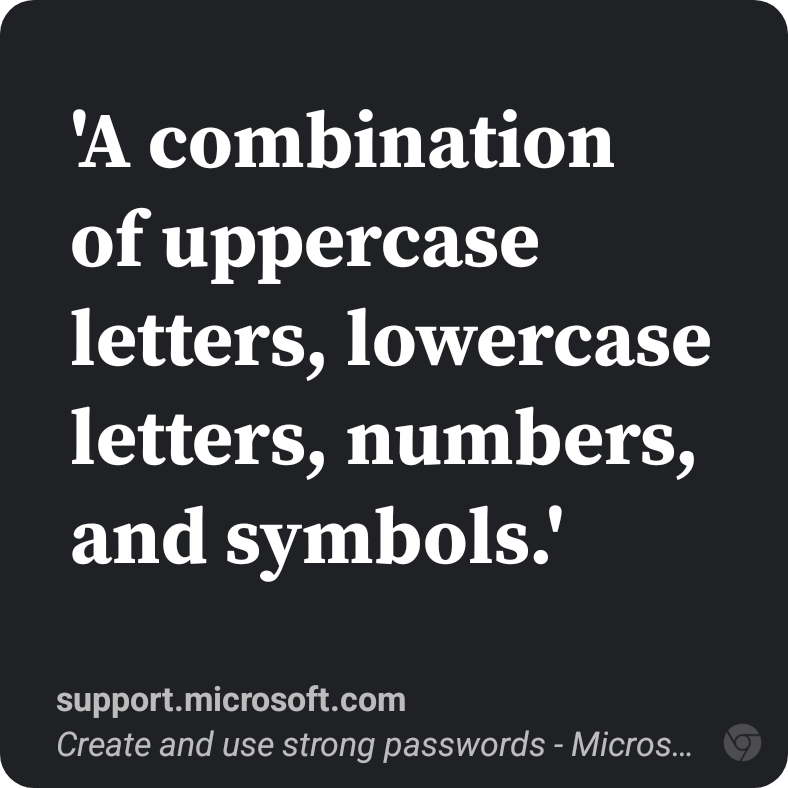 'A combination
of uppercase
letters, lowercase
letters, numbers,
and symbols.'
support.microsoft.com
Create and use strong passwords - Micros...